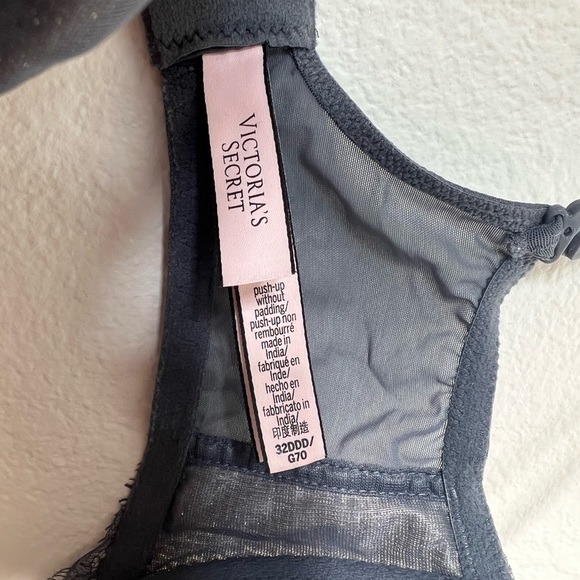 VICTORIA'S
SECRET
push-up
without
padding/
push-up non
rembourré
made in
India/
fabriqué en
Inde/
hecho en
India/
fabbricato in
India/
印度制造
32DDD/
G70